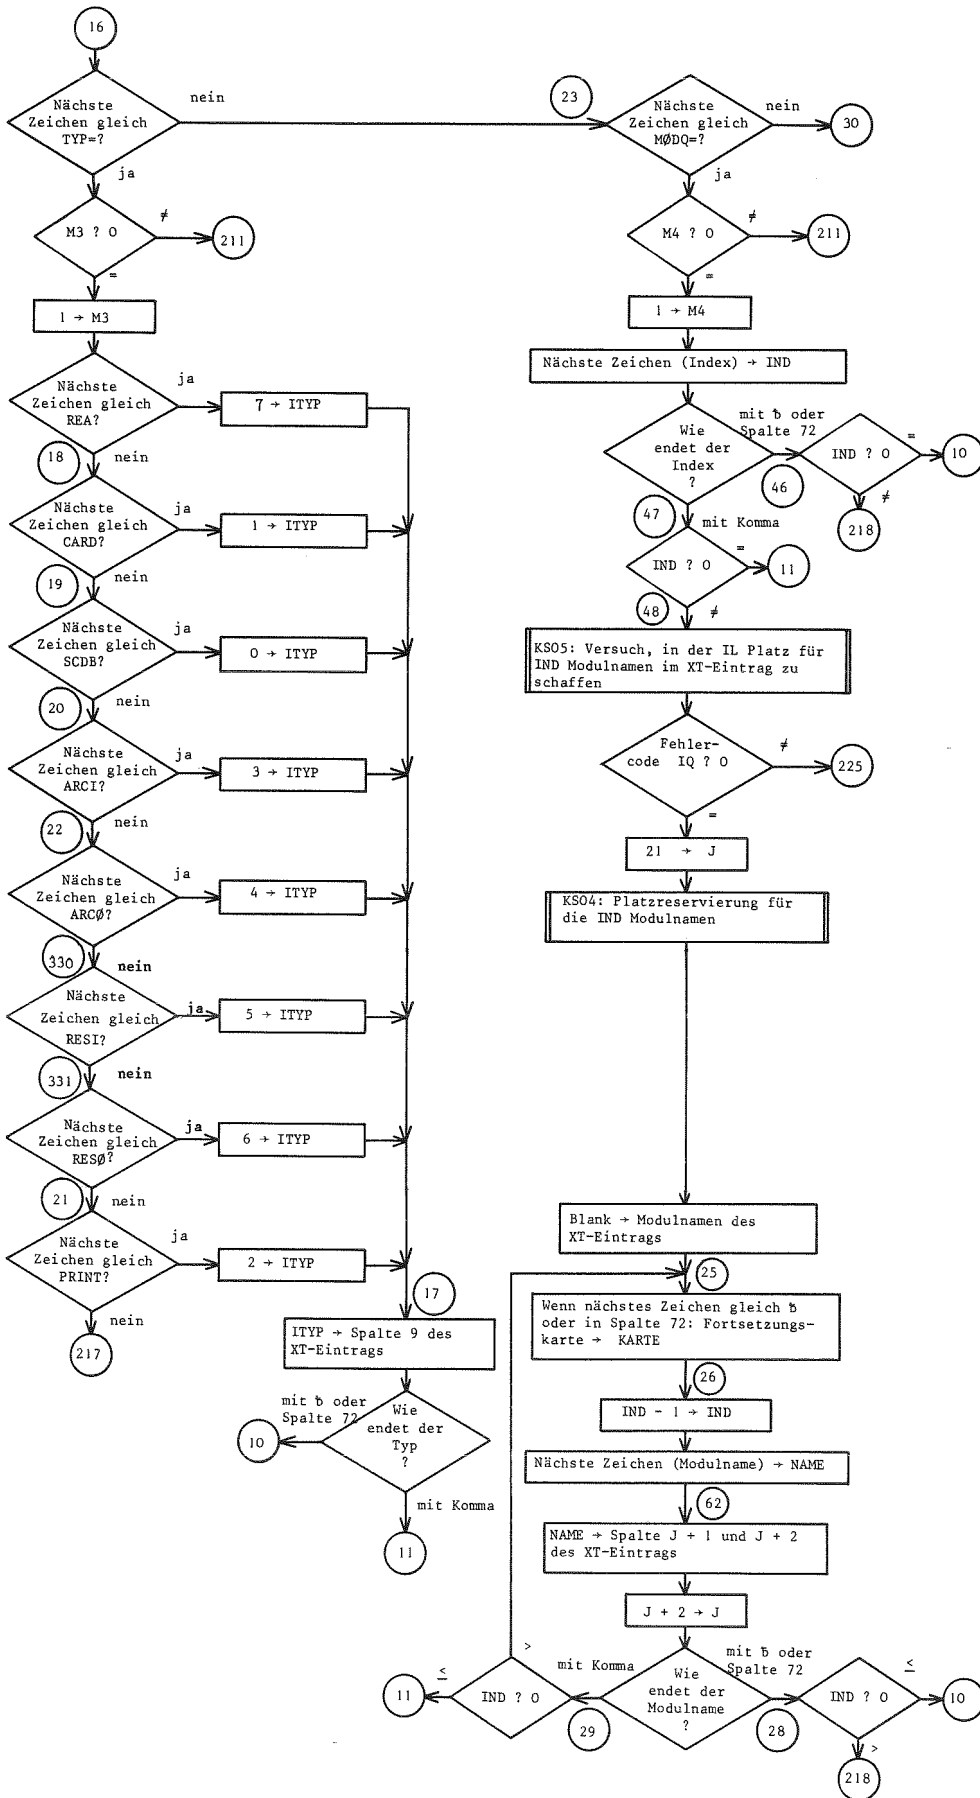 16
Nächste
Zeichen gleich
TYP=?
nein
ja
M3 ? 0
≠
211
=
1 → M3
Nächste
Zeichen gleich
REA?
ja
7 → ITYP
18
nein
Nächste
Zeichen gleich
CARD?
ja
1 → ITYP
19
nein
Nächste
Zeichen gleich
SCDB?
ja
0 → ITYP
20
nein
Nächste
Zeichen gleich
ARCI?
ja
3 → ITYP
22
nein
Nächste
Zeichen gleich
ARCØ?
ja
4 → ITYP
330
nein
Nächste
Zeichen gleich
RESI?
ja
5 → ITYP
331
nein
Nächste
Zeichen gleich
RESØ?
ja
6 → ITYP
21
nein
Nächste
Zeichen gleich
PRINT?
ja
2 → ITYP
nein
217
17
ITYP → Spalte 9 des
XT-Eintrags
mit ƀ oder
Spalte 72
Wie
endet der
Typ
?
10
mit Komma
11
23
Nächste
Zeichen gleich
MØDQ=?
nein
30
ja
M4 ? 0
≠
211
=
1 → M4
Nächste Zeichen (Index) → IND
Wie
endet der
Index
?
mit ƀ oder
Spalte 72
46
IND ? 0
=
10
≠
218
47
mit Komma
IND ? 0
=
11
48
≠
KS05: Versuch, in der IL Platz für
IND Modulnamen im XT-Eintrag zu
schaffen
Fehler-
code IQ ? 0
≠
225
=
21 → J
KS04: Platzreservierung für
die IND Modulnamen
Blank → Modulnamen des
XT-Eintrags
25
Wenn nächstes Zeichen gleich ƀ
oder in Spalte 72: Fortsetzungs-
karte → KARTE
26
IND - 1 → IND
Nächste Zeichen (Modulname) → NAME
62
NAME → Spalte J + 1 und J + 2
des XT-Eintrags
J + 2 → J
Wie
endet der
Modulname
?
mit Komma
29
IND ? 0
>
≤
11
mit ƀ oder
Spalte 72
28
IND ? 0
≤
10
>
218